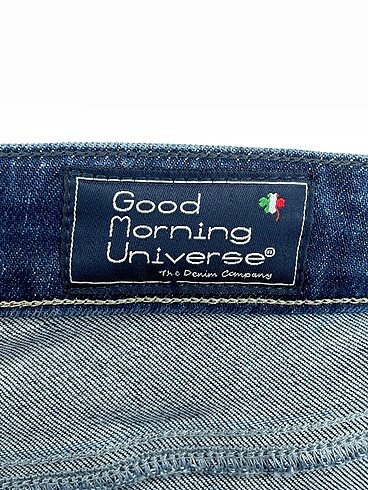 Good
Morning
Universe®
The Denim Company